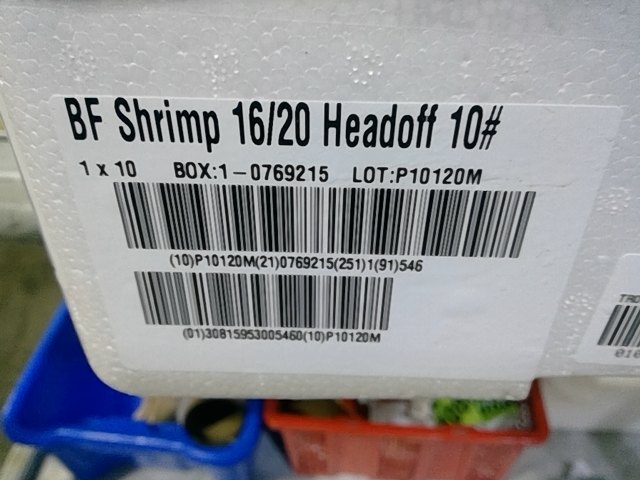 BF Shrimp 16/20 Headoff 10#
1 x 10 BOX:1-0769215 LOT:P10120M
(10)P10120M(21)0769215(251)1(91)546
(01)30815953005460(10)P10120M